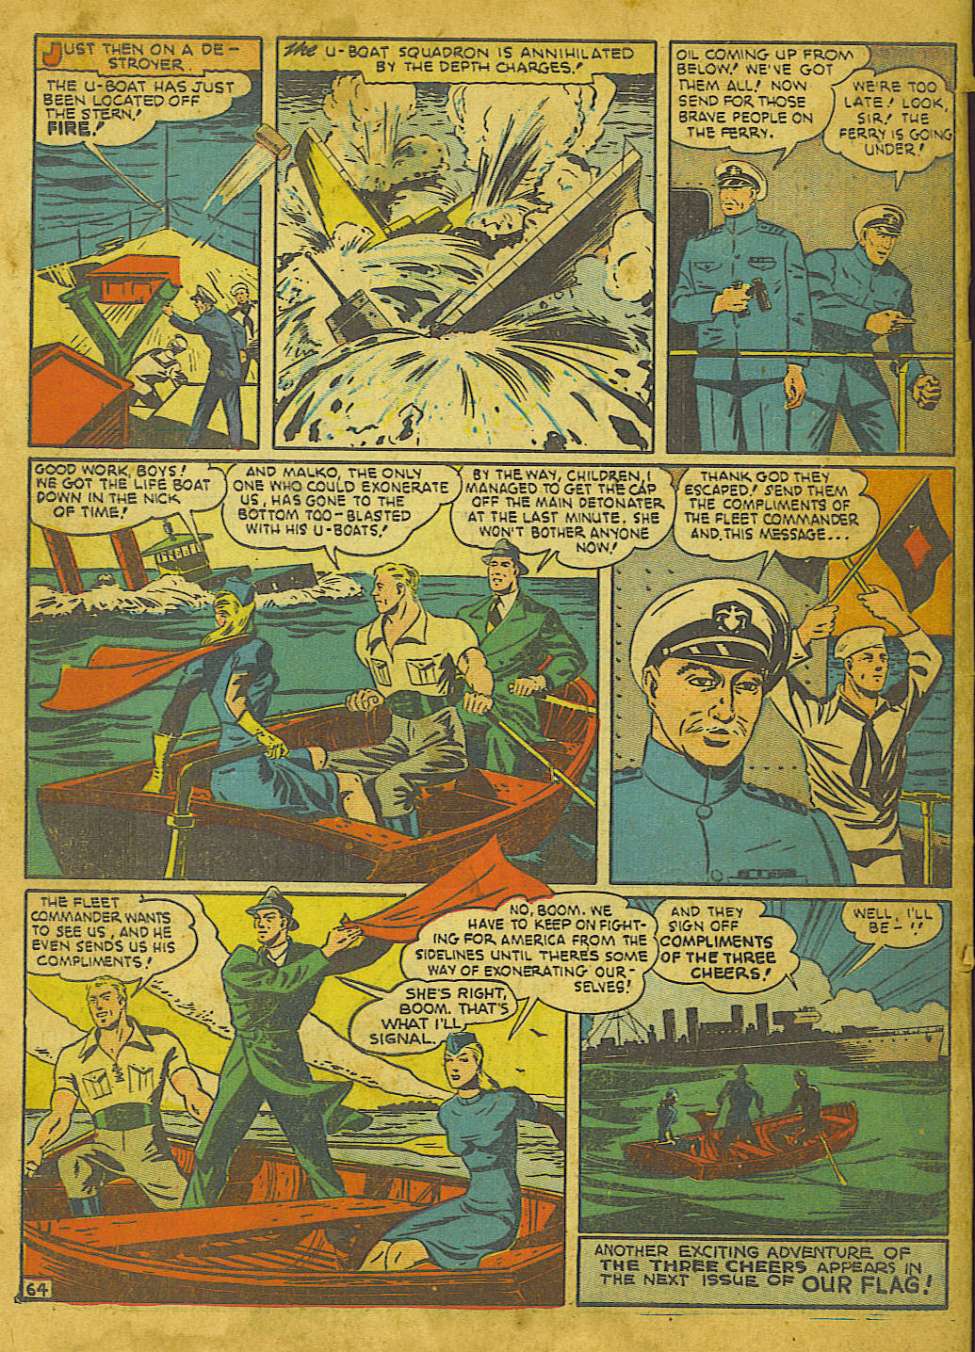 JUST THEN ON A DE-
STROYER.
THE U-BOAT HAS JUST
BEEN LOCATED OFF
THE STERN!
FIRE!
The U-BOAT SQUADRON IS ANNIHILATED
BY THE DEPTH CHARGES!
OIL COMING UP FROM
BELOW! WE'VE GOT
THEM ALL! NOW
SEND FOR THOSE
BRAVE PEOPLE ON
THE FERRY.
WE'RE TOO
LATE! LOOK,
SIR! THE
FERRY IS GOING
UNDER!
GOOD WORK, BOYS!
WE GOT THE LIFE BOAT
DOWN IN THE NICK
OF TIME!
AND MALKO, THE ONLY
ONE WHO COULD EXONERATE
US, HAS GONE TO THE
BOTTOM TOO--BLASTED
WITH HIS U-BOATS!
BY THE WAY, CHILDREN, I
MANAGED TO GET THE CAP
OFF THE MAIN DETONATER
AT THE LAST MINUTE. SHE
WON'T BOTHER ANYONE
NOW!
THANK GOD THEY
ESCAPED! SEND THEM
THE COMPLIMENTS OF
THE FLEET COMMANDER
AND, THIS MESSAGE...
THE FLEET
COMMANDER WANTS
TO SEE US, AND HE
EVEN SENDS US HIS
COMPLIMENTS!
NO, BOOM. WE
HAVE TO KEEP ON FIGHT-
ING FOR AMERICA FROM THE
SIDELINES UNTIL THERE'S SOME
WAY OF EXONERATING OUR-
SELVES!
SHE'S RIGHT,
BOOM. THAT'S
WHAT I'LL
SIGNAL.
AND THEY
SIGN OFF
COMPLIMENTS
OF THE THREE
CHEERS!
WELL, I'LL
BE-!!
ANOTHER EXCITING ADVENTURE OF
THE THREE CHEERS APPEARS IN
THE NEXT ISSUE OF OUR FLAG!
64